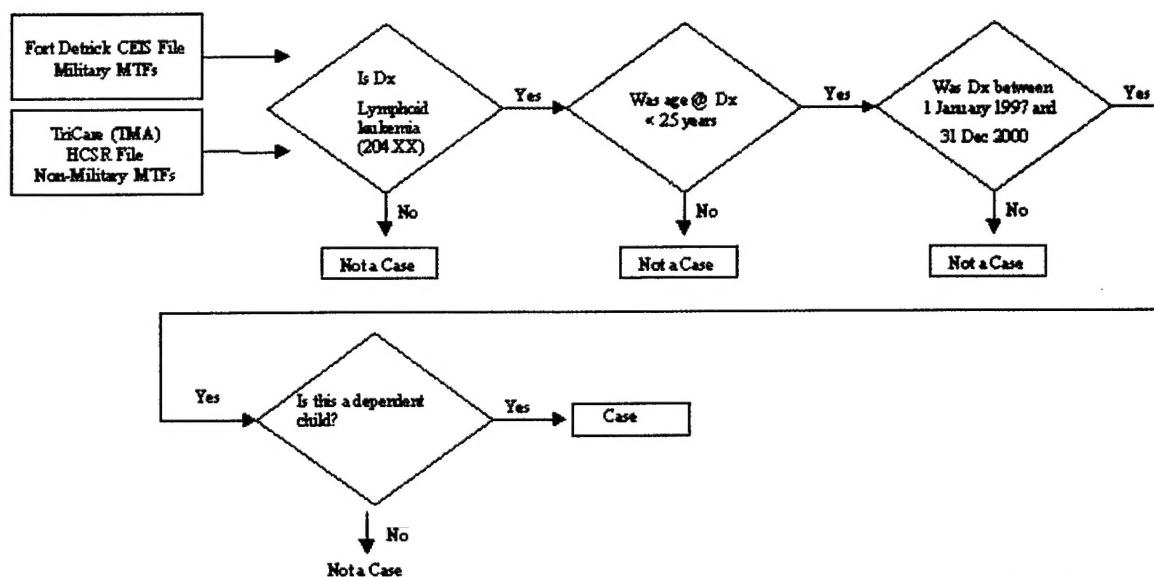 Fort Detrick CEIS File
Military MTFs
TriCare (TMA)
HCSR File
Non-Military MTFs
Is Dx
Lymphoid
leukemia
(204.XX)
Yes
No
Not a Case
Was age @ Dx
< 25 years
Yes
No
Not a Case
Was Dx between
1 January 1997 and
31 Dec 2000
Yes
No
Not a Case
Yes
Is this a dependent
child?
Yes
Case
No
Not a Case